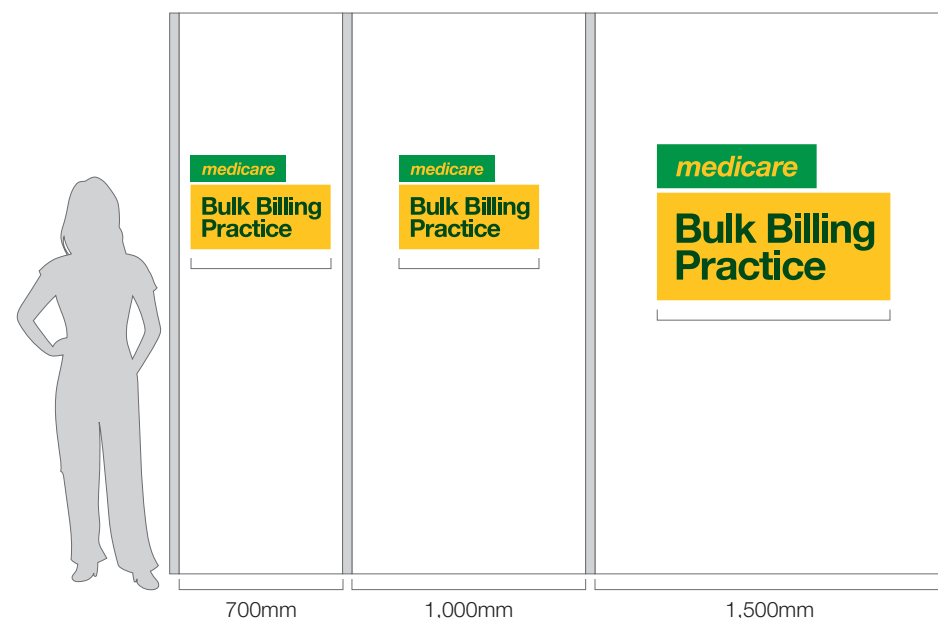 medicare
Bulk Billing
Practice
medicare
Bulk Billing
Practice
medicare
Bulk Billing
Practice
700mm
1,000mm
1,500mm